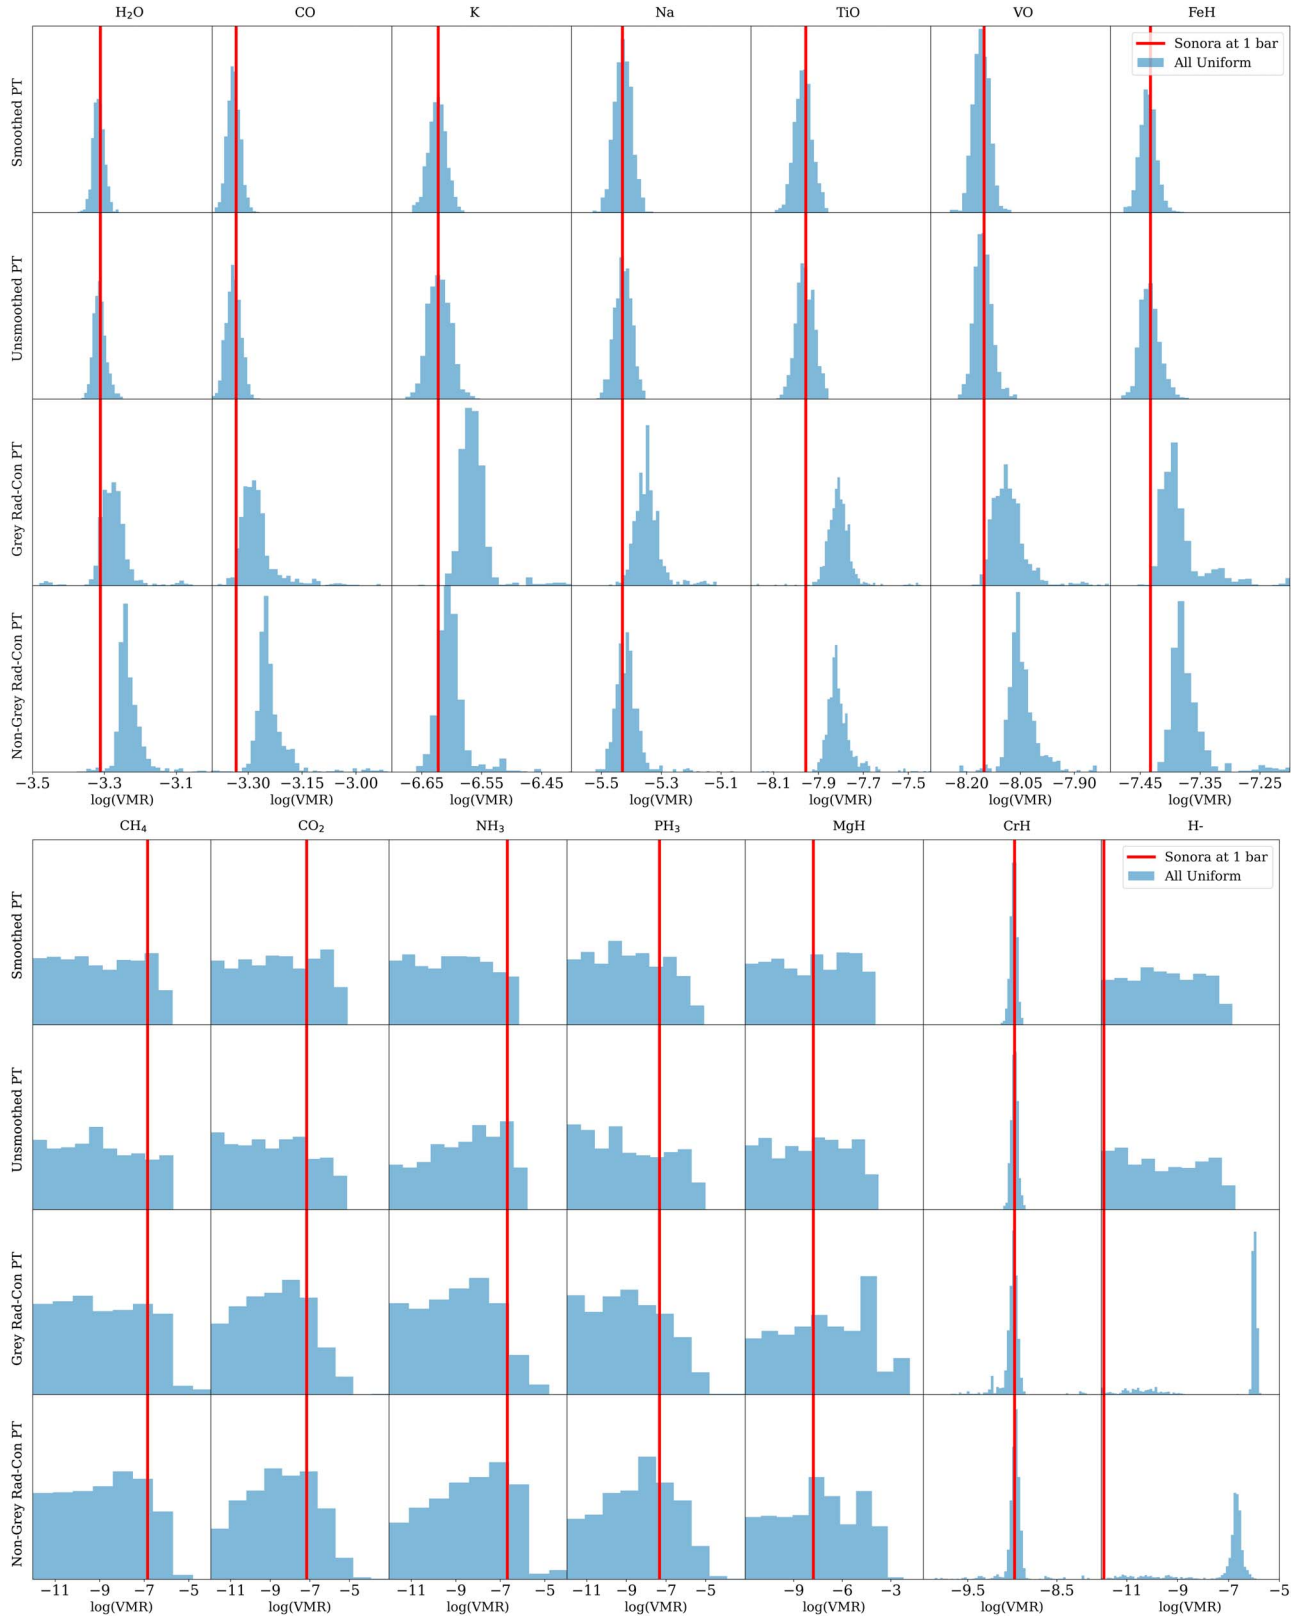 H₂O CO K Na TiO VO FeH
Sonora at 1 bar
All Uniform
Smoothed PT
Unsmoothed PT
Grey Rad-Con PT
Non-Grey Rad-Con PT
−3.5 −3.3 −3.1 −3.30 −3.15 −3.00 −6.65 −6.55 −6.45 −5.5 −5.3 −5.1 −8.1 −7.9 −7.7 −7.5 −8.20 −8.05 −7.90 −7.45 −7.35 −7.25
log(VMR) log(VMR) log(VMR) log(VMR) log(VMR) log(VMR) log(VMR)
CH₄ CO₂ NH₃ PH₃ MgH CrH H-
Sonora at 1 bar
All Uniform
Smoothed PT
Unsmoothed PT
Grey Rad-Con PT
Non-Grey Rad-Con PT
−11 −9 −7 −5 −11 −9 −7 −5 −11 −9 −7 −5 −11 −9 −7 −5 −9 −6 −3 −9.5 −8.5 −11 −9 −7 −5
log(VMR) log(VMR) log(VMR) log(VMR) log(VMR) log(VMR) log(VMR)